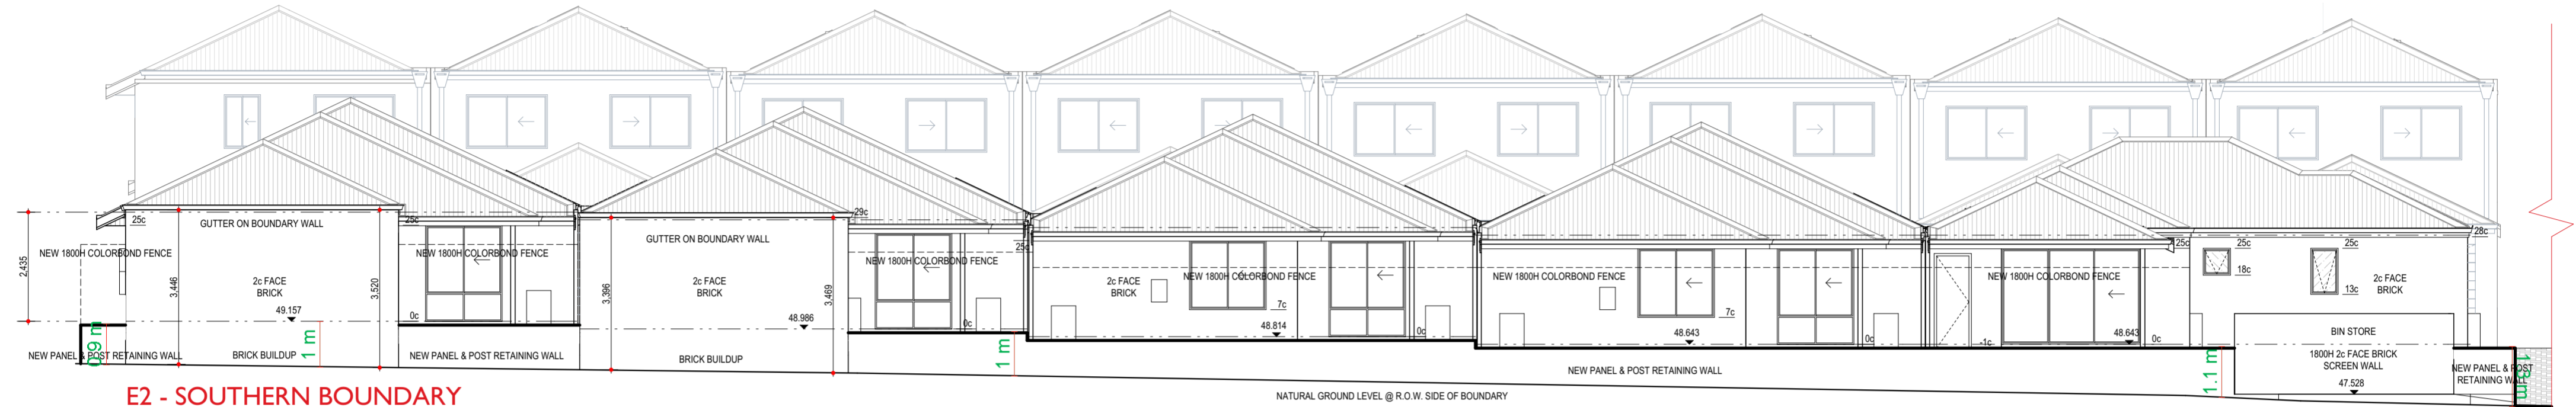 25c
GUTTER ON BOUNDARY WALL
NEW 1800H COLORBOND FENCE
2,435
3,446
2c FACE
BRICK
3,520
49.157
0.9 m
NEW PANEL & POST RETAINING WALL
BRICK BUILDUP
1 m
25c
NEW 1800H COLORBOND FENCE
0c
NEW PANEL & POST RETAINING WALL
GUTTER ON BOUNDARY WALL
2c FACE
BRICK
3,396
3,469
48.986
BRICK BUILDUP
29c
NEW 1800H COLORBOND FENCE
0c
25c
1 m
2c FACE
BRICK
NEW 1800H COLORBOND FENCE
7c
48.814
0c
NEW 1800H COLORBOND FENCE
7c
48.643
0c
NEW PANEL & POST RETAINING WALL
NEW 1800H COLORBOND FENCE
-1c
48.643
0c
25c
25c
18c
25c
13c
2c FACE
BRICK
28c
BIN STORE
1800H 2c FACE BRICK
SCREEN WALL
47.528
1.1 m
NEW PANEL & POST
RETAINING WALL
E2 - SOUTHERN BOUNDARY
NATURAL GROUND LEVEL @ R.O.W. SIDE OF BOUNDARY